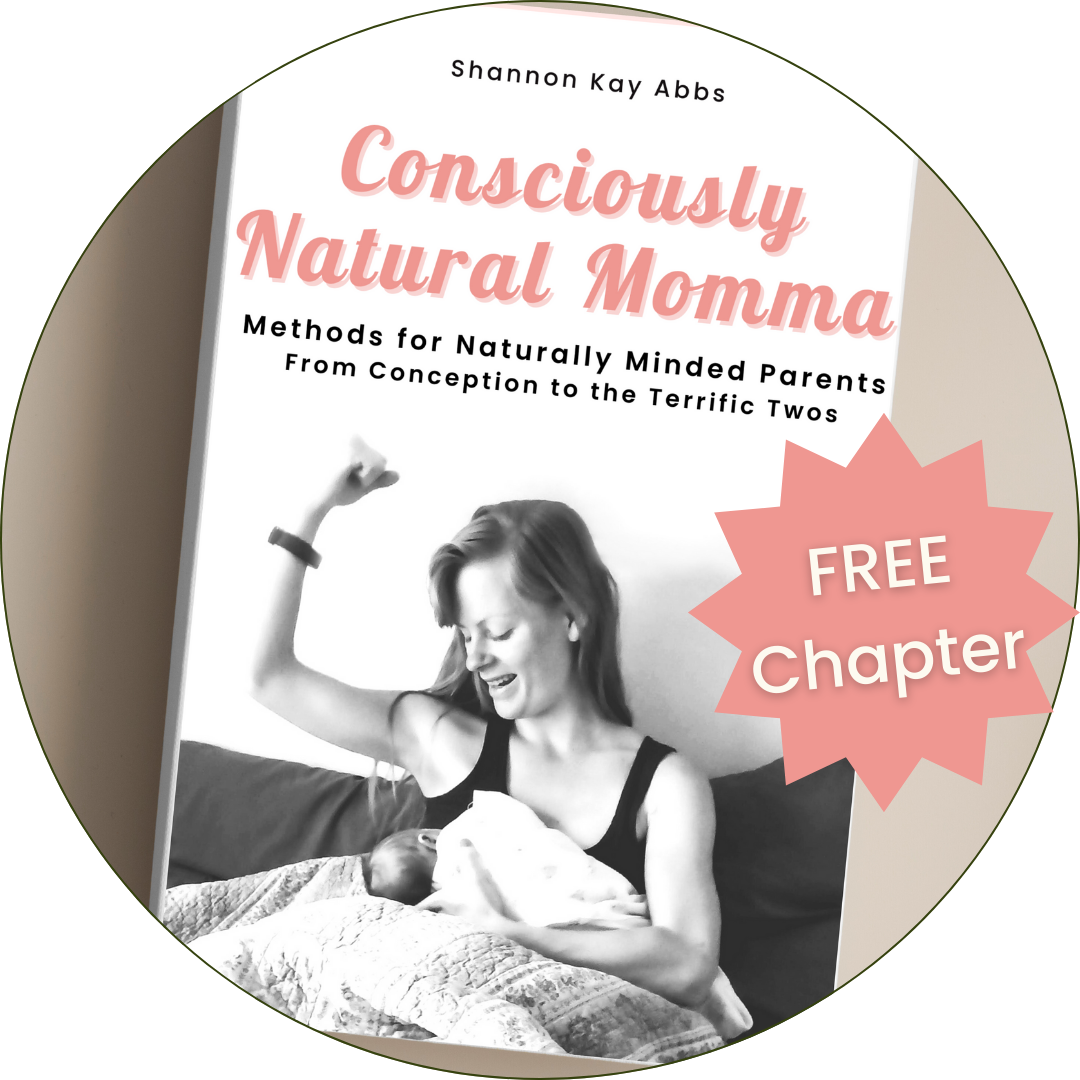 Shannon Kay Abbs
Consciously
Natural Momma
Methods for Naturally Minded Parents
From Conception to the Terrific Twos
FREE
Chapter